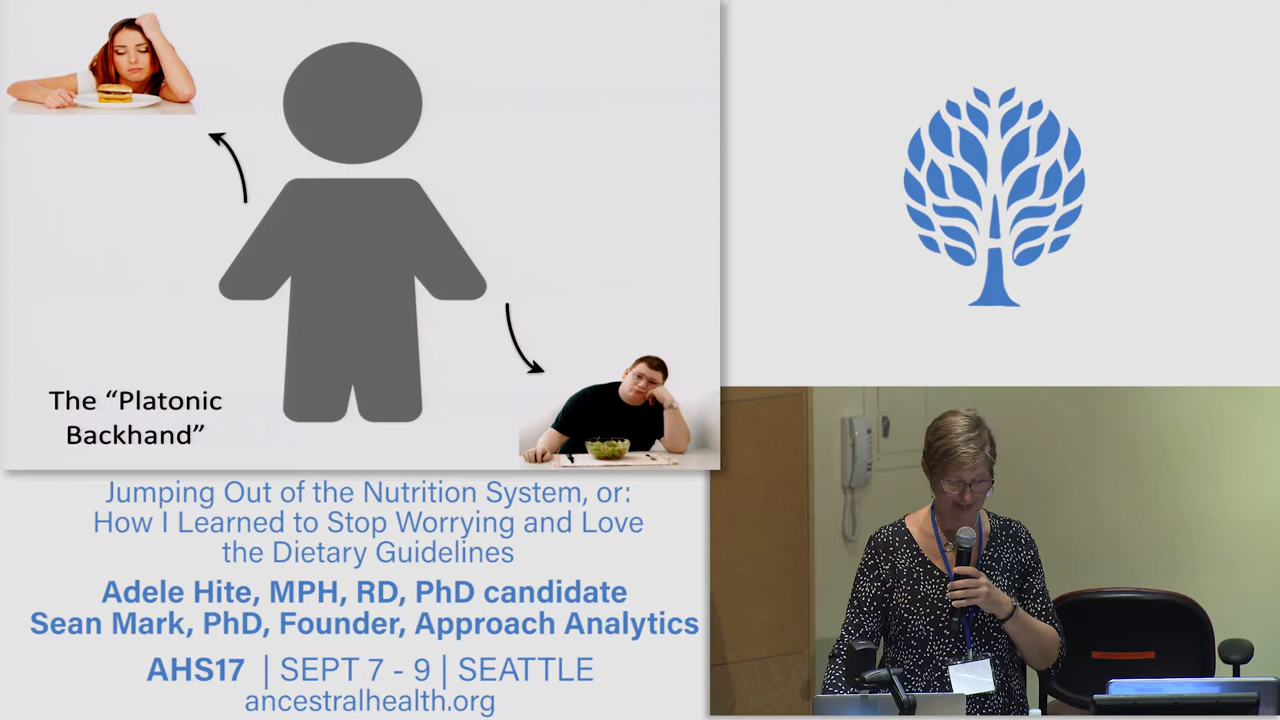 The “Platonic
Backhand”
Jumping Out of the Nutrition System, or:
How I Learned to Stop Worrying and Love
the Dietary Guidelines
Adele Hite, MPH, RD, PhD candidate
Sean Mark, PhD, Founder, Approach Analytics
AHS17 | SEPT 7 - 9 | SEATTLE
ancestralhealth.org